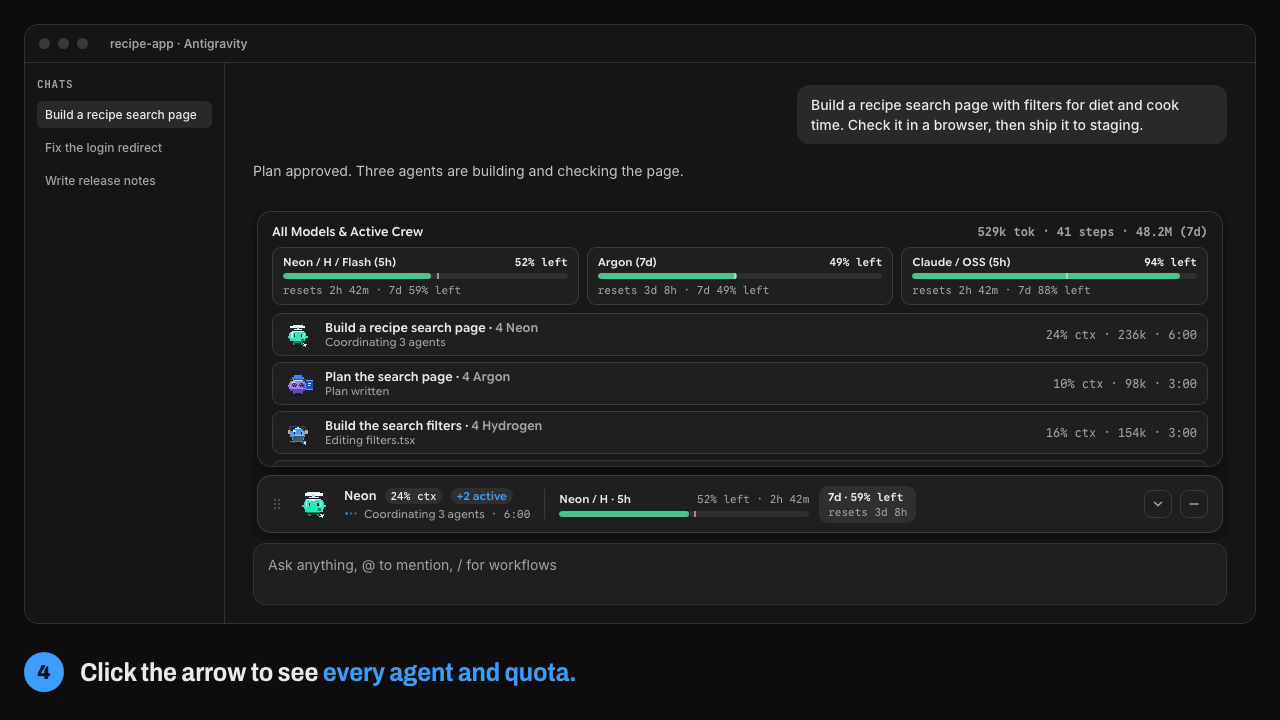 recipe-app · Antigravity
CHATS
Build a recipe search page
Fix the login redirect
Write release notes
Build a recipe search page with filters for diet and cook
time. Check it in a browser, then ship it to staging.
Plan approved. Three agents are building and checking the page.
All Models & Active Crew
529k tok · 41 steps · 48.2M (7d)
Neon / H / Flash (5h)
52% left
resets 2h 42m · 7d 59% left
Argon (7d)
49% left
resets 3d 8h · 7d 49% left
Claude / OSS (5h)
94% left
resets 2h 42m · 7d 88% left
Build a recipe search page · 4 Neon
Coordinating 3 agents
24% ctx · 236k · 6:00
Plan the search page · 4 Argon
Plan written
10% ctx · 98k · 3:00
Build the search filters · 4 Hydrogen
Editing filters.tsx
16% ctx · 154k · 3:00
Neon 24% ctx +2 active
Coordinating 3 agents · 6:00
Neon / H · 5h
52% left · 2h 42m
7d · 59% left
resets 3d 8h
Ask anything, @ to mention, / for workflows
4
Click the arrow to see every agent and quota.